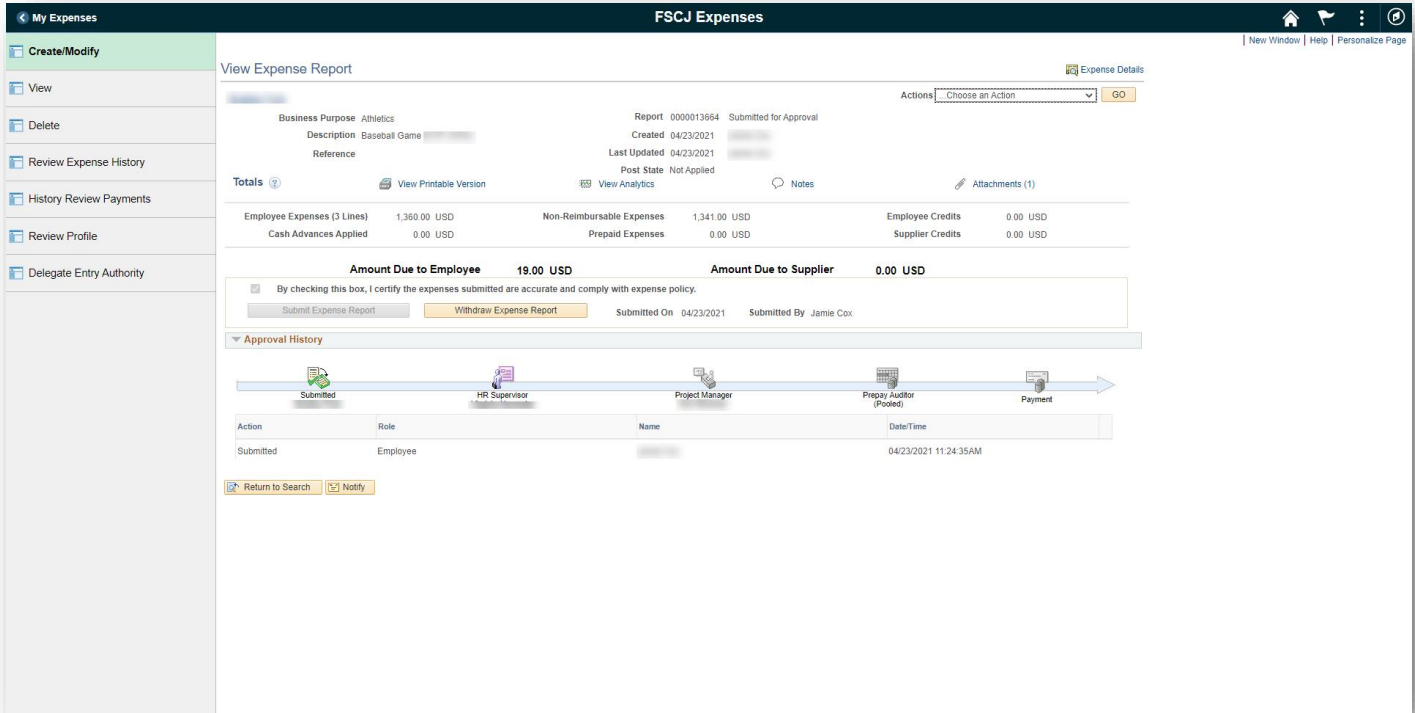 My Expenses
FSCJ Expenses
New Window | Help | Personalize Page
Create/Modify
View
Delete
Review Expense History
History Review Payments
Review Profile
Delegate Entry Authority
View Expense Report
Expense Details
Actions ...Choose an Action GO
Business Purpose Athletics
Report 0000013664 Submitted for Approval
Description Baseball Game
Created 04/23/2021
Reference
Last Updated 04/23/2021
Post State Not Applied
Totals ? View Printable Version View Analytics Notes Attachments (1)
Employee Expenses (3 Lines) 1,360.00 USD Non-Reimbursable Expenses 1,341.00 USD Employee Credits 0.00 USD
Cash Advances Applied 0.00 USD Prepaid Expenses 0.00 USD Supplier Credits 0.00 USD
Amount Due to Employee 19.00 USD Amount Due to Supplier 0.00 USD
By checking this box, I certify the expenses submitted are accurate and comply with expense policy.
Submit Expense Report Withdraw Expense Report Submitted On 04/23/2021 Submitted By Jamie Cox
Approval History
Submitted HR Supervisor Project Manager Prepay Auditor
(Pooled) Payment
Action Role Name Date/Time
Submitted Employee 04/23/2021 11:24:35AM
Return to Search Notify